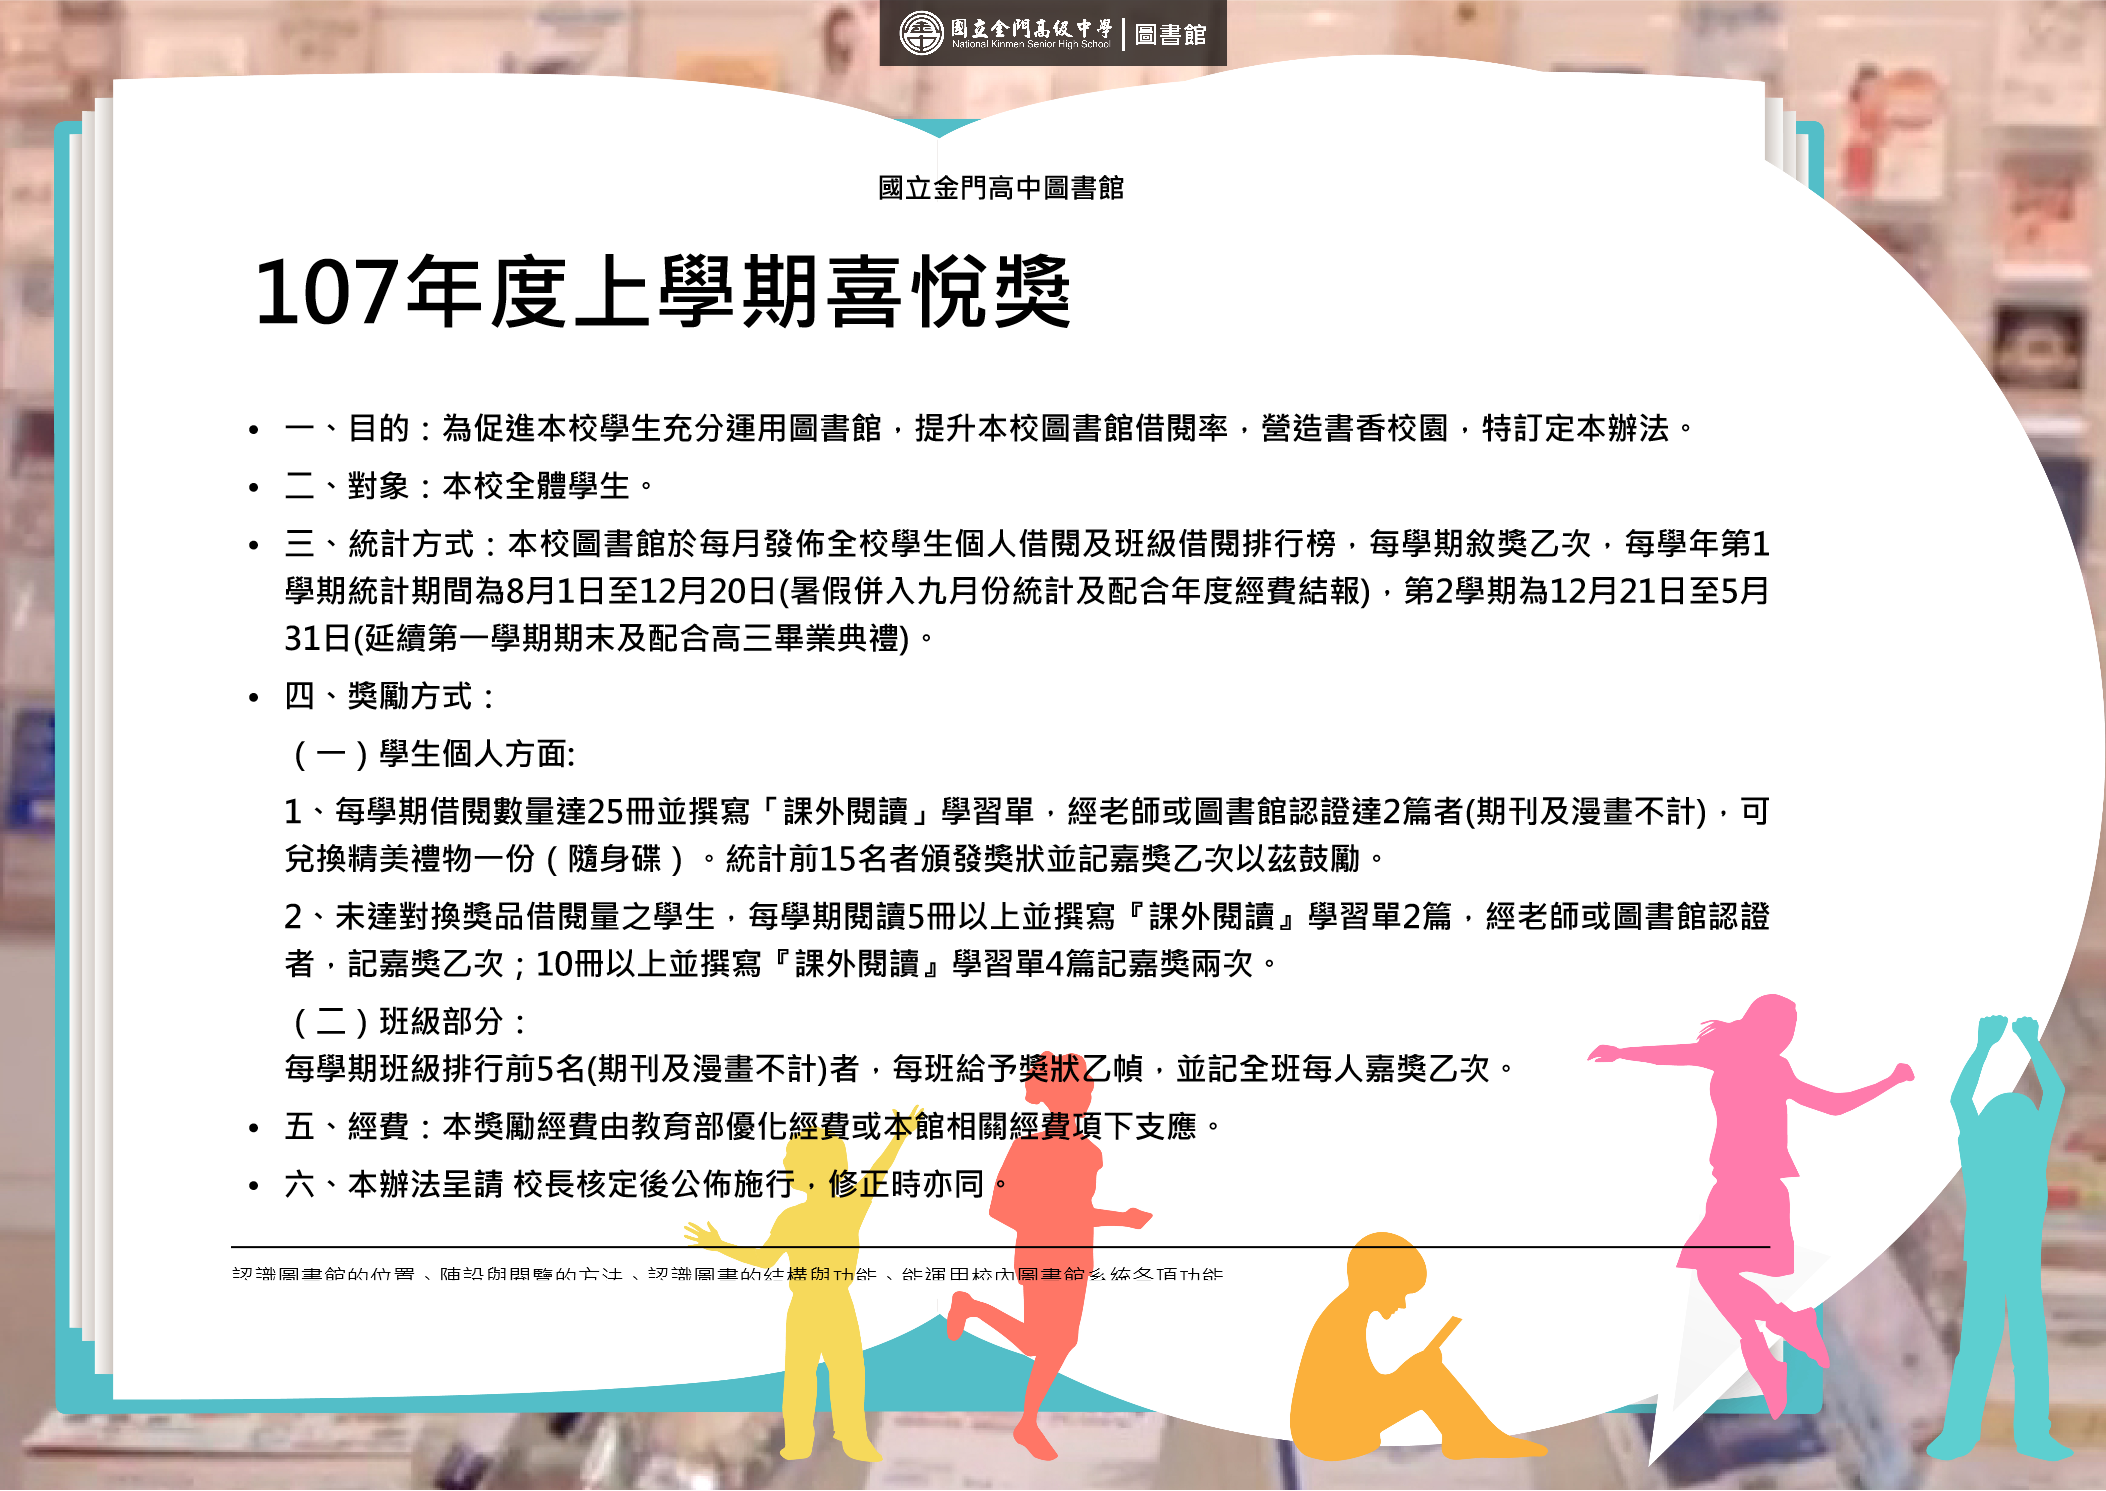 國立金門高級中學
National Kinmen Senior High School
圖書館
國立金門高中圖書館
107年度上學期喜悅獎
• 一、目的：為促進本校學生充分運用圖書館，提升本校圖書館借閱率，營造書香校園，特訂定本辦法。
• 二、對象：本校全體學生。
• 三、統計方式：本校圖書館於每月發佈全校學生個人借閱及班級借閱排行榜，每學期敘獎乙次，每學年第1
學期統計期間為8月1日至12月20日(暑假併入九月份統計及配合年度經費結報)，第2學期為12月21日至5月
31日(延續第一學期期末及配合高三畢業典禮)。
• 四、獎勵方式：
（一）學生個人方面:
1、每學期借閱數量達25冊並撰寫「課外閱讀」學習單，經老師或圖書館認證達2篇者(期刊及漫畫不計)，可
兌換精美禮物一份（隨身碟）。統計前15名者頒發獎狀並記嘉獎乙次以茲鼓勵。
2、未達對換獎品借閱量之學生，每學期閱讀5冊以上並撰寫『課外閱讀』學習單2篇，經老師或圖書館認證
者，記嘉獎乙次；10冊以上並撰寫『課外閱讀』學習單4篇記嘉獎兩次。
（二）班級部分：
每學期班級排行前5名(期刊及漫畫不計)者，每班給予獎狀乙幀，並記全班每人嘉獎乙次。
• 五、經費：本獎勵經費由教育部優化經費或本館相關經費項下支應。
• 六、本辦法呈請 校長核定後公佈施行，修正時亦同。
認識圖書館的位置、陳設與閱覽的方法、認識圖書的結構與功能、能運用校內圖書館系統各項功能